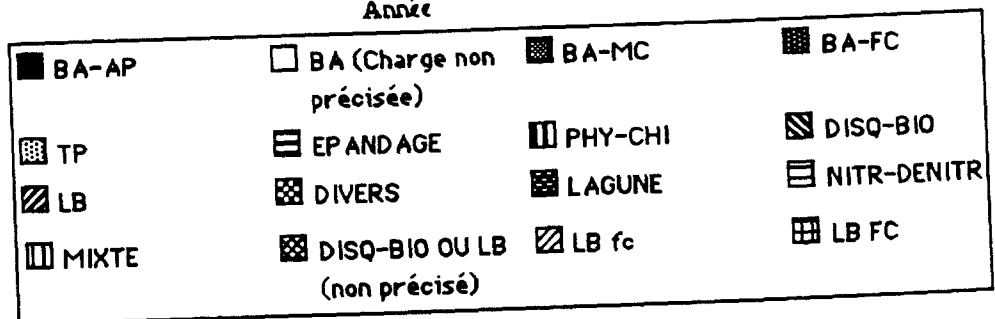 Année
BA-AP BA (Charge non précisée) BA-MC BA-FC
TP EPANDAGE PHY-CHI DISQ-BIO
LB DIVERS LAGUNE NITR-DENITR
MIXTE DISQ-BIO OU LB (non précisé) LB fc LB FC